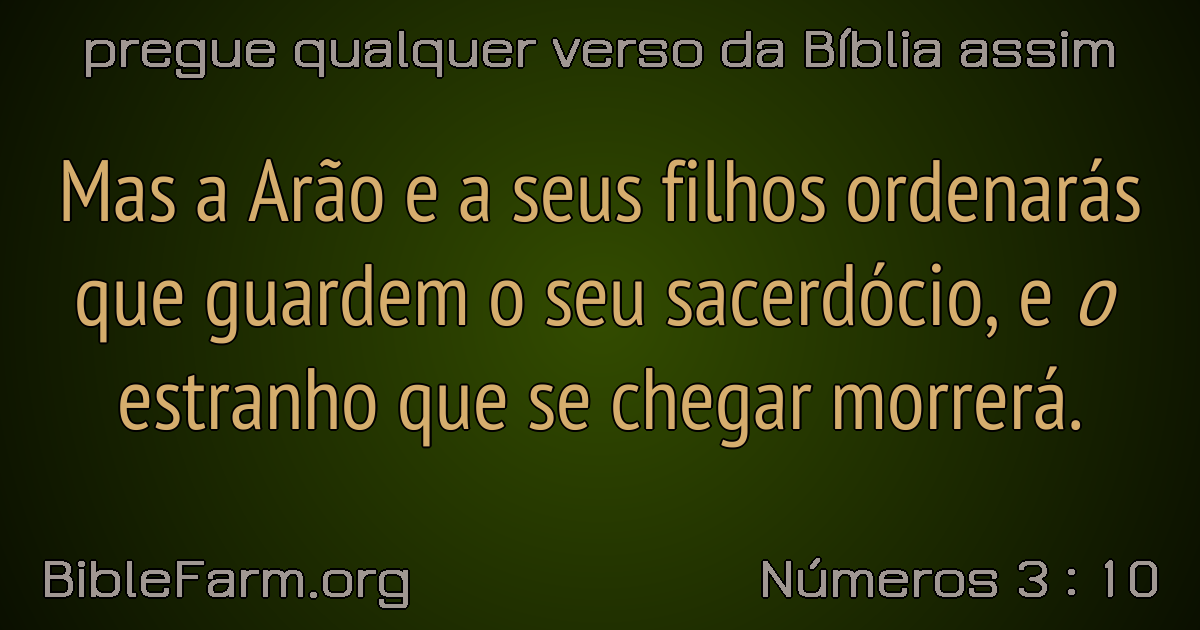 pregue qualquer verso da Bíblia assim
Mas a Arão e a seus filhos ordenarás
que guardem o seu sacerdócio, e o
estranho que se chegar morrerá.
BibleFarm.org
Números 3 : 10